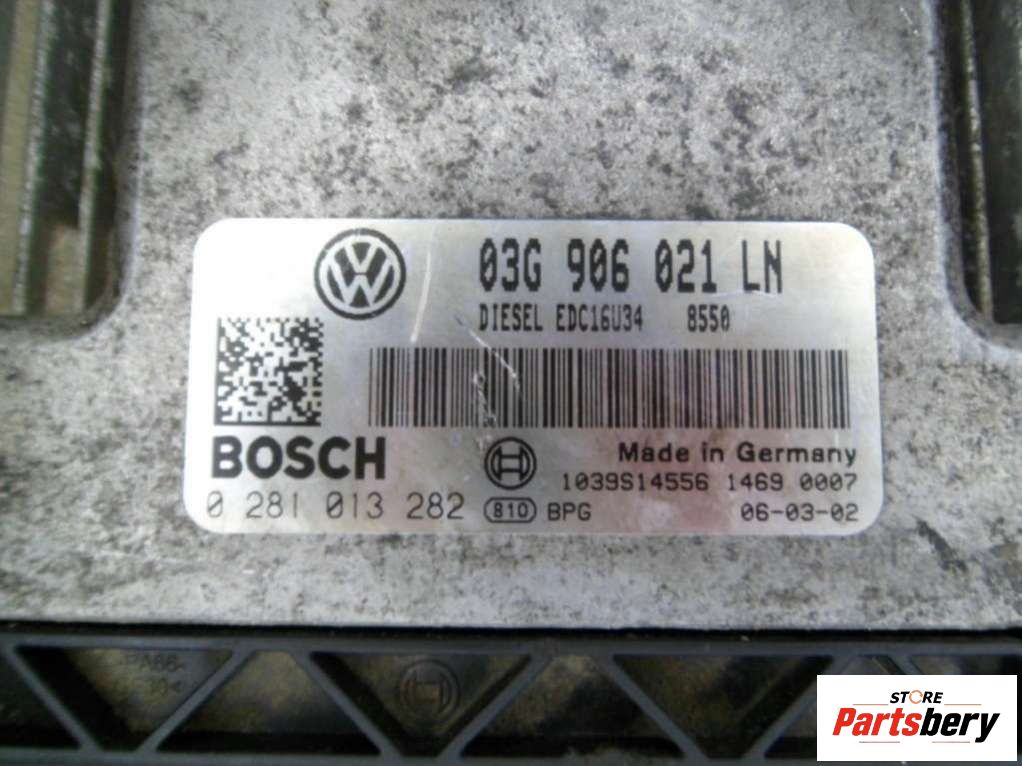 03G 906 021 LN
DIESEL EDC16U34 8550
BOSCH
Made in Germany
1039S14556 1469 0007
0 281 013 282 810 BPG 06-03-02
STORE
Partsbery